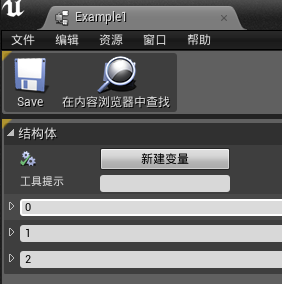 Example1
文件 编辑 资源 窗口 帮助
Save 在内容浏览器中查找
结构体
新建变量
工具提示
0
1
2